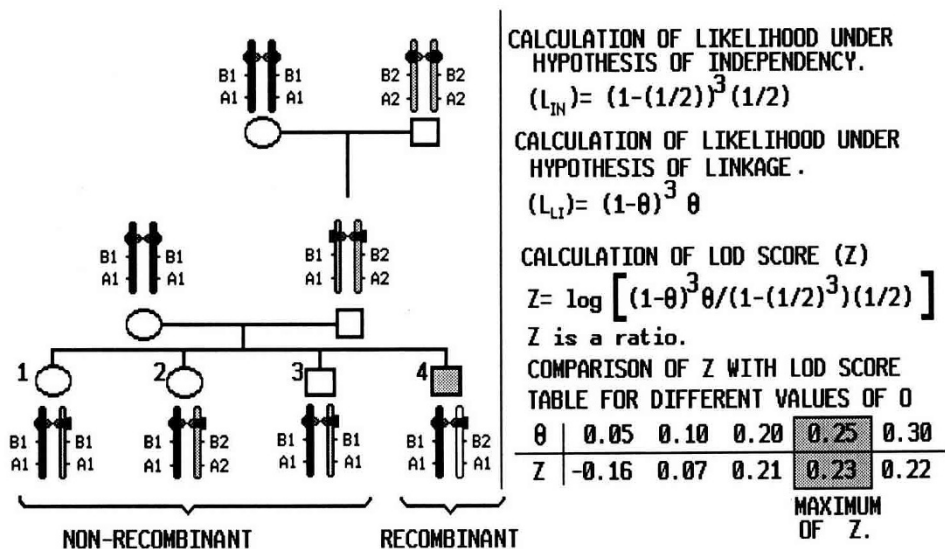 B1 B1
A1 A1
B2 B2
A2 A2
B1 B1
A1 A1
B1 B2
A1 A2
1
2
3
4
B1 B1
A1 A1
B1 B2
A1 A2
B1 B1
A1 A1
B1 B2
A1 A1
NON-RECOMBINANT
RECOMBINANT
CALCULATION OF LIKELIHOOD UNDER
HYPOTHESIS OF INDEPENDENCY.
(L_IN)= (1-(1/2))³(1/2)
CALCULATION OF LIKELIHOOD UNDER
HYPOTHESIS OF LINKAGE.
(L_LI)= (1-θ)³ θ
CALCULATION OF LOD SCORE (Z)
Z= log [(1-θ)³θ/(1-(1/2)³)(1/2)]
Z is a ratio.
COMPARISON OF Z WITH LOD SCORE
TABLE FOR DIFFERENT VALUES OF O
θ 0.05 0.10 0.20 0.25 0.30
Z -0.16 0.07 0.21 0.23 0.22
MAXIMUM
OF Z.